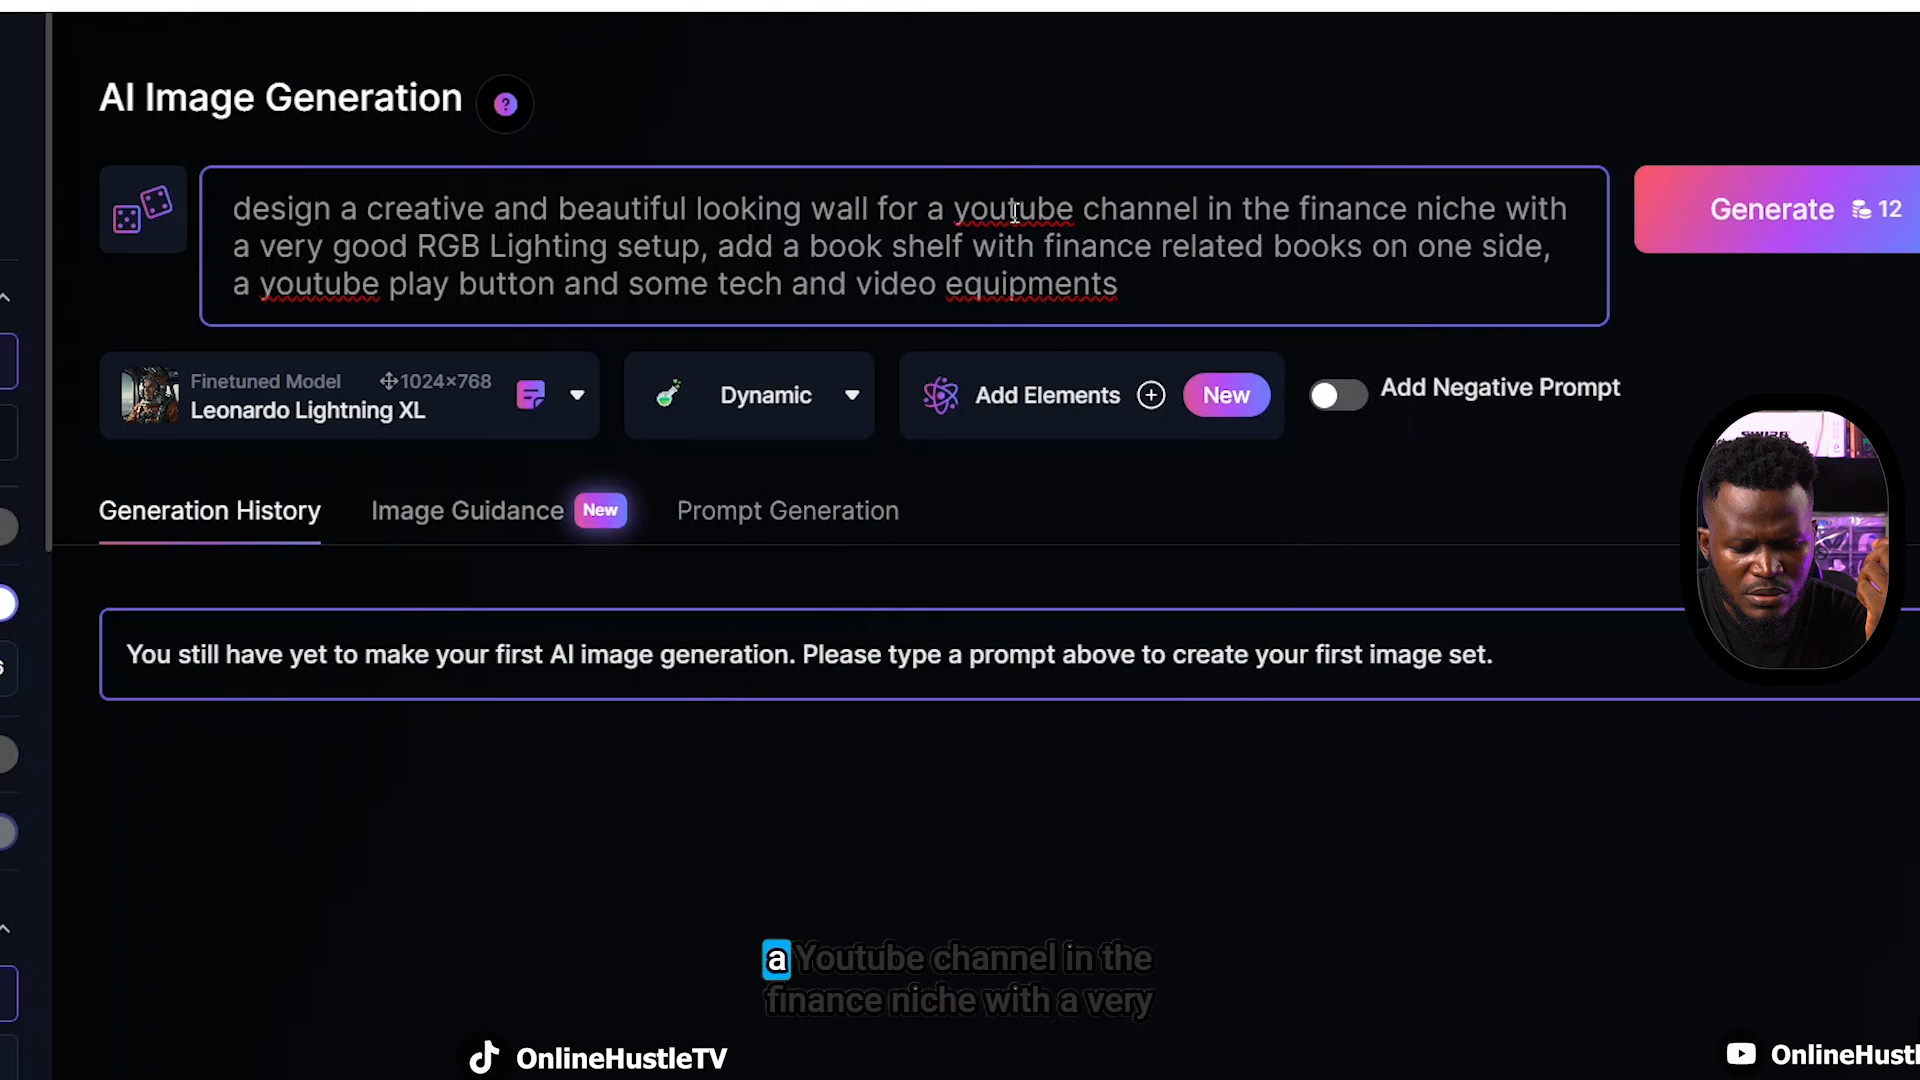 AI Image Generation
?
design a creative and beautiful looking wall for a youtube channel in the finance niche with
a very good RGB Lighting setup, add a book shelf with finance related books on one side,
a youtube play button and some tech and video equipments
Generate 12
Finetuned Model 1024×768
Leonardo Lightning XL
Dynamic
Add Elements
New
Add Negative Prompt
Generation History
Image Guidance
New
Prompt Generation
You still have yet to make your first AI image generation. Please type a prompt above to create your first image set.
a Youtube channel in the
finance niche with a very
OnlineHustleTV
OnlineHustl